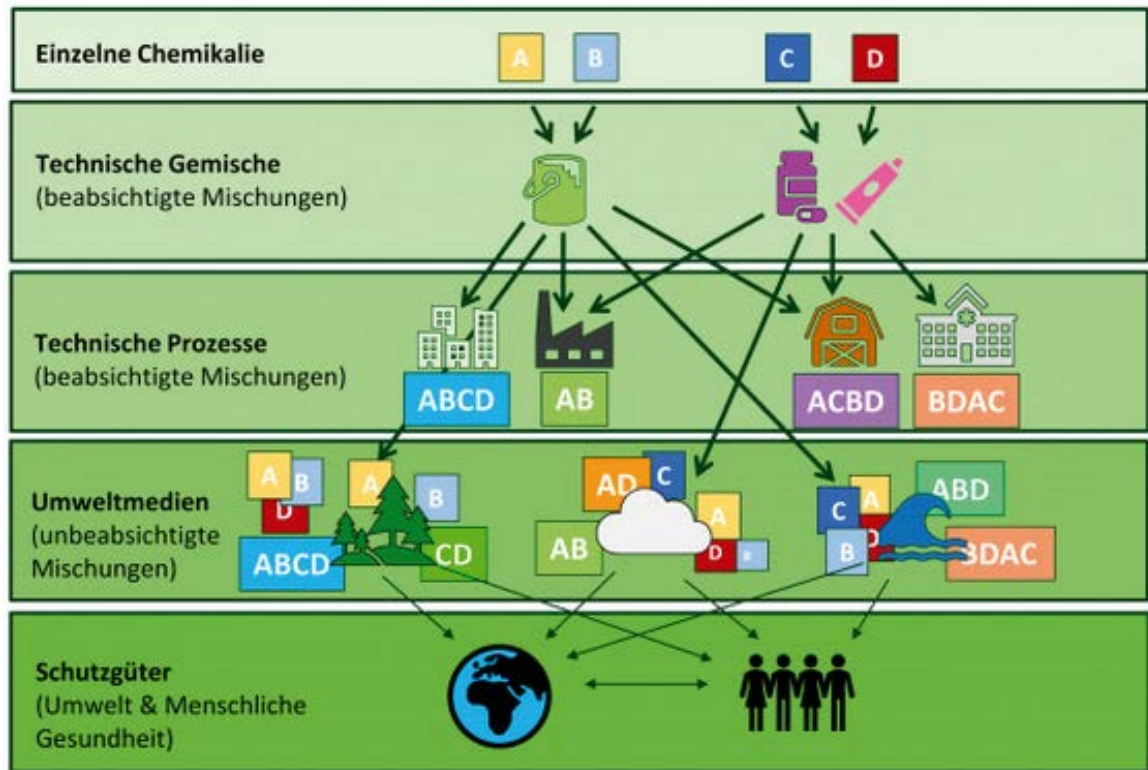 Einzelne Chemikalie
A B C D
Technische Gemische
(beabsichtigte Mischungen)
Technische Prozesse
(beabsichtigte Mischungen)
ABCD AB ACBD BDAC
Umweltmedien
(unbeabsichtigte
Mischungen)
A B D
ABCD
A B
CD
AD C
AB
A
D B
C A
B D
ABD
BDAC
Schutzgüter
(Umwelt & Menschliche
Gesundheit)